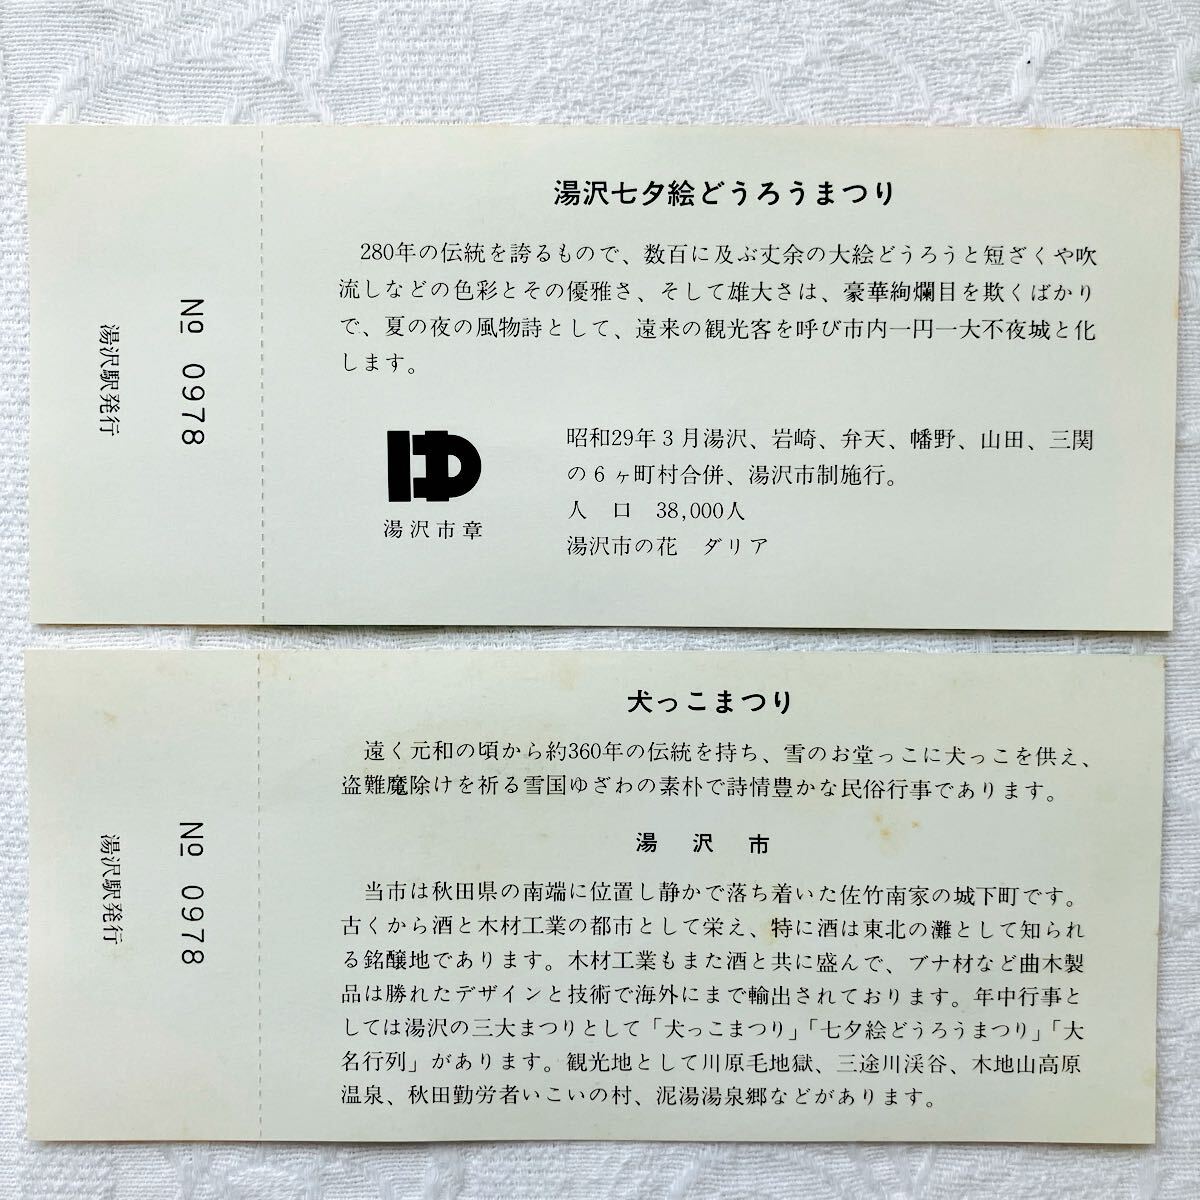 湯沢七夕絵どうろうまつり
280年の伝統を誇るもので、数百に及ぶ丈余の大絵どうろうと短ざくや吹
流しなどの色彩とその優雅さ、そして雄大さは、豪華絢爛目を欺くばかり
で、夏の夜の風物詩として、遠来の観光客を呼び市内一円一大不夜城と化
します。
湯沢市章
昭和29年3月湯沢、岩崎、弁天、幡野、山田、三関
の6ヶ町村合併、湯沢市制施行。
人 口 38,000人
湯沢市の花 ダリア
№ 0978
湯沢駅発行
犬っこまつり
遠く元和の頃から約360年の伝統を持ち、雪のお堂っこに犬っこを供え、
盗難魔除けを祈る雪国ゆざわの素朴で詩情豊かな民俗行事であります。
湯 沢 市
当市は秋田県の南端に位置し静かで落ち着いた佐竹南家の城下町です。
古くから酒と木材工業の都市として栄え、特に酒は東北の灘として知られ
る銘醸地であります。木材工業もまた酒と共に盛んで、ブナ材など曲木製
品は勝れたデザインと技術で海外にまで輸出されております。年中行事と
しては湯沢の三大まつりとして「犬っこまつり」「七夕絵どうろうまつり」「大
名行列」があります。観光地として川原毛地獄、三途川渓谷、木地山高原
温泉、秋田勤労者いこいの村、泥湯湯泉郷などがあります。
№ 0978
湯沢駅発行